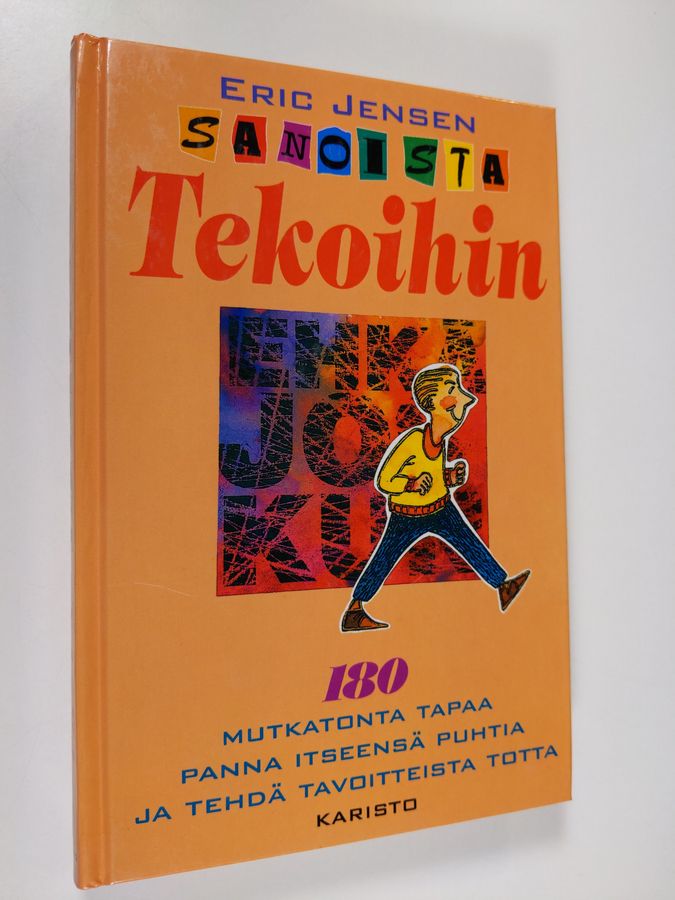 ERIC JENSEN
SANOISTA
Tekoihin
180
MUTKATONTA TAPAA
PANNA ITSEENSÄ PUHTIA
JA TEHDÄ TAVOITTEISTA TOTTA
KARISTO